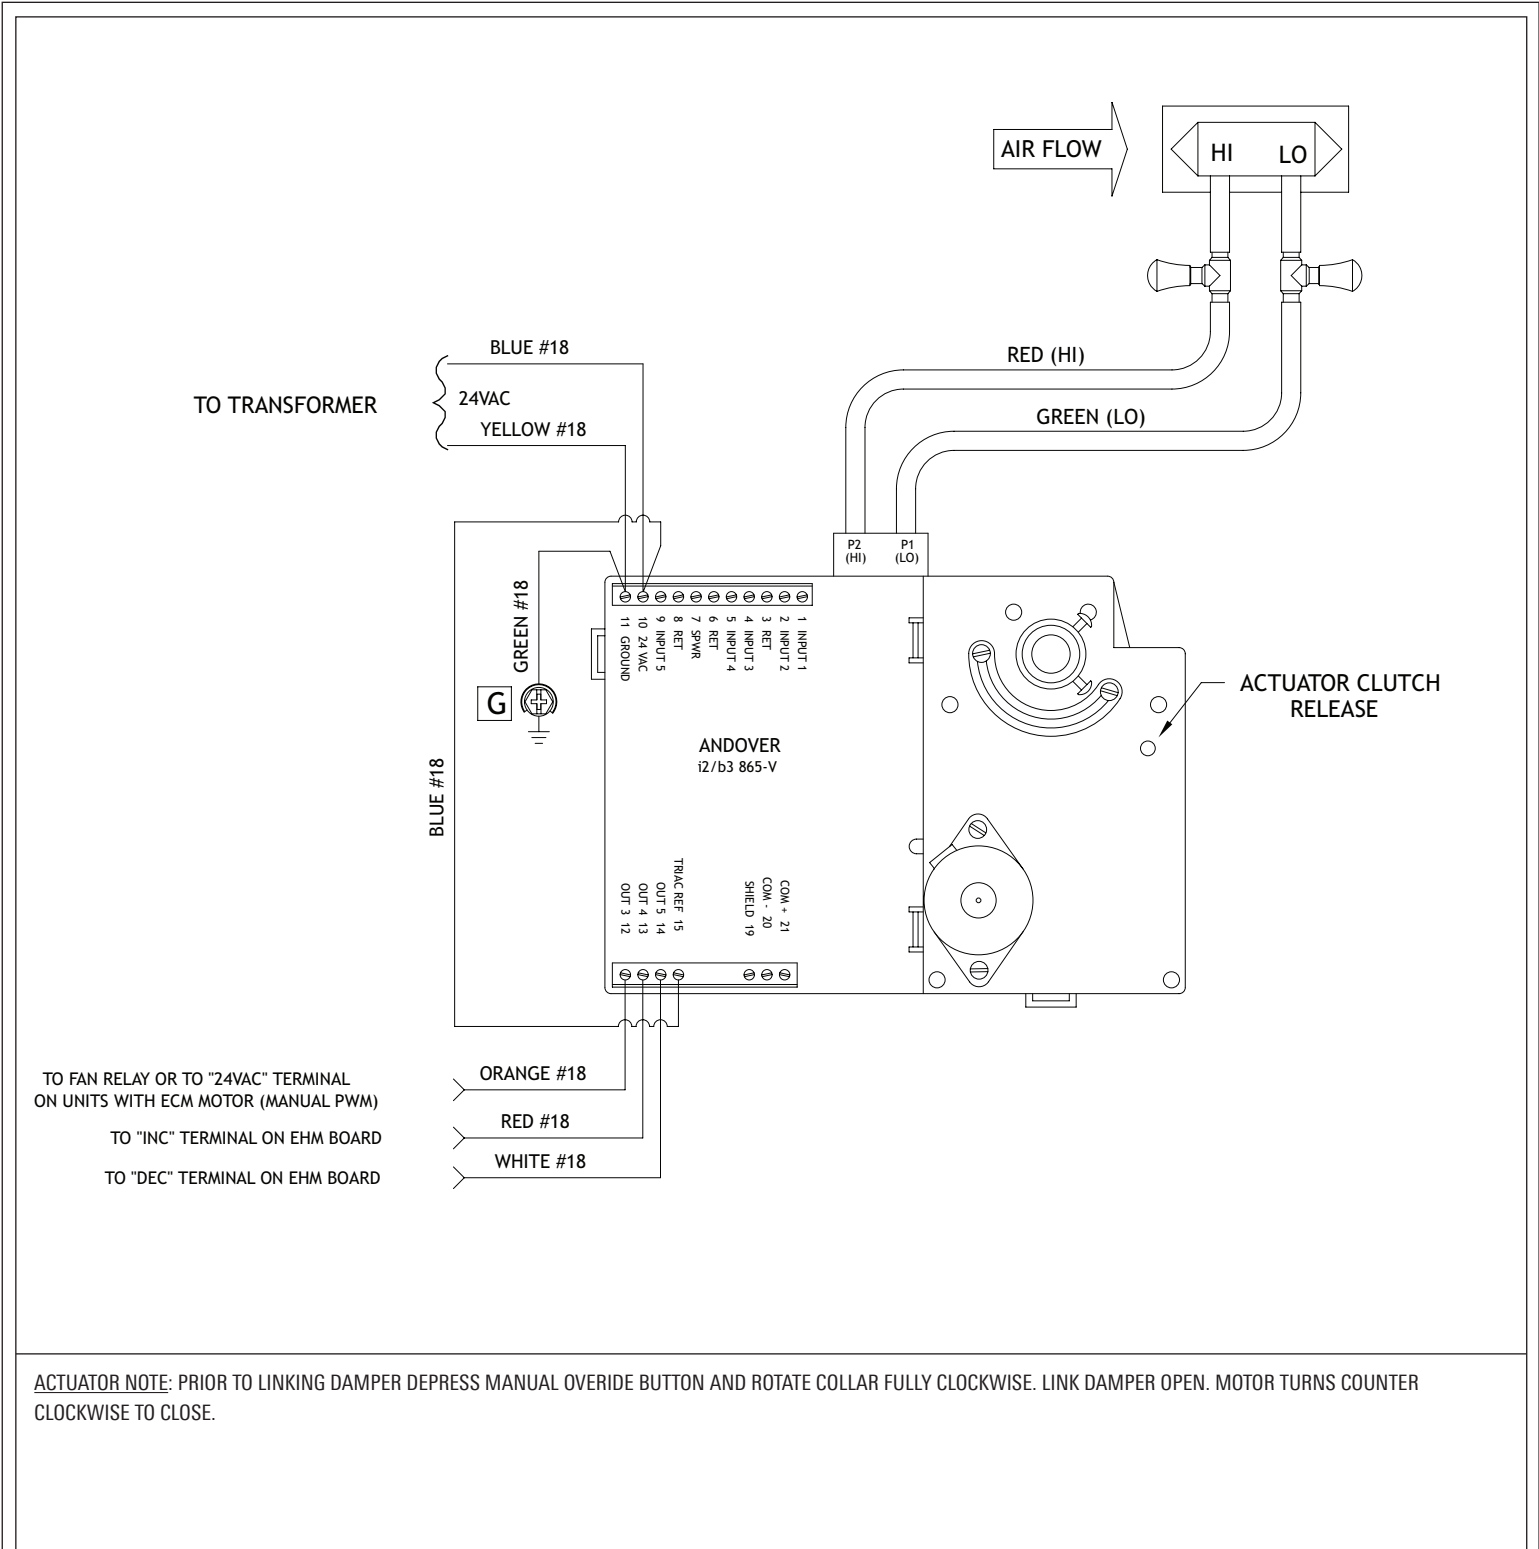 AIR FLOW
HI LO
BLUE #18
RED (HI)
TO TRANSFORMER
24VAC
YELLOW #18
GREEN (LO)
P2
(HI)
P1
(LO)
GREEN #18
11 GROUND
10 24 VAC
9 INPUT 5
8 RET
7 SPWR
6 RET
5 INPUT 4
4 INPUT 3
3 RET
2 INPUT 2
1 INPUT 1
G
ACTUATOR CLUTCH
RELEASE
ANDOVER
i2/b3 865-V
BLUE #18
OUT 3 12
OUT 4 13
OUT 5 14
TRIAC REF 15
SHIELD 19
COM - 20
COM + 21
TO FAN RELAY OR TO "24VAC" TERMINAL
ON UNITS WITH ECM MOTOR (MANUAL PWM)
ORANGE #18
TO "INC" TERMINAL ON EHM BOARD
RED #18
TO "DEC" TERMINAL ON EHM BOARD
WHITE #18
ACTUATOR NOTE: PRIOR TO LINKING DAMPER DEPRESS MANUAL OVERIDE BUTTON AND ROTATE COLLAR FULLY CLOCKWISE. LINK DAMPER OPEN. MOTOR TURNS COUNTER
CLOCKWISE TO CLOSE.